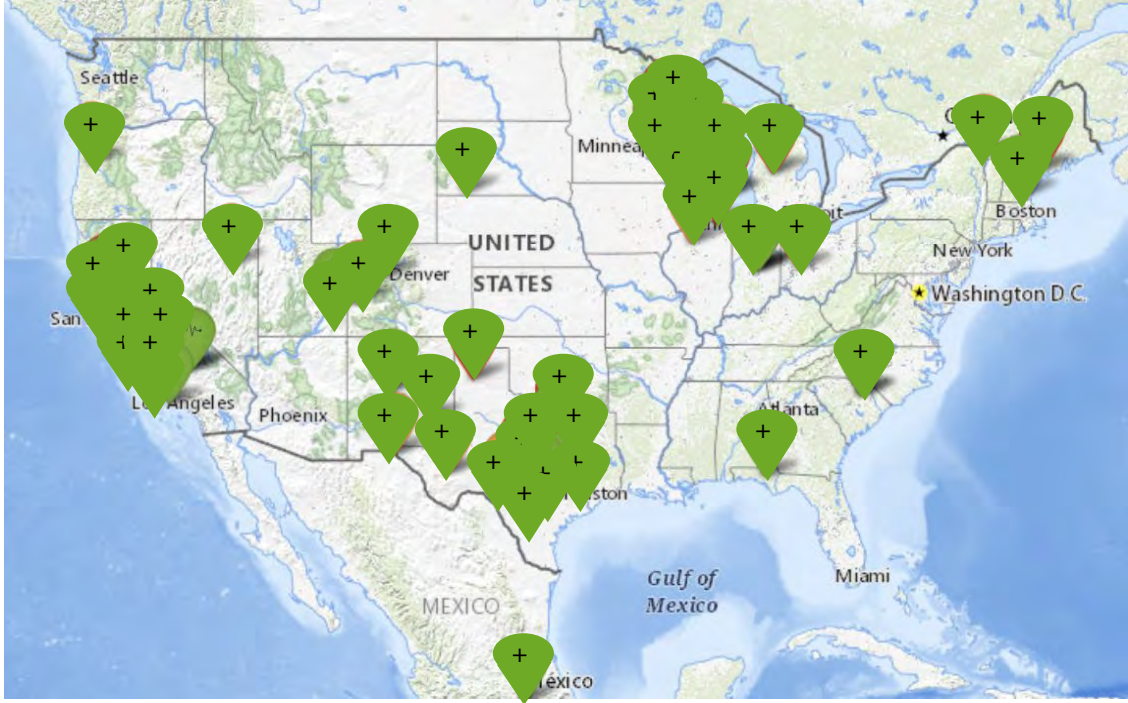 Seattle
Minnea
Boston
New York
Denver
UNITED
STATES
Washington D.C.
San
Los Angeles
Phoenix
Atlanta
ston
Miami
Gulf of
Mexico
MEXICO
éxico